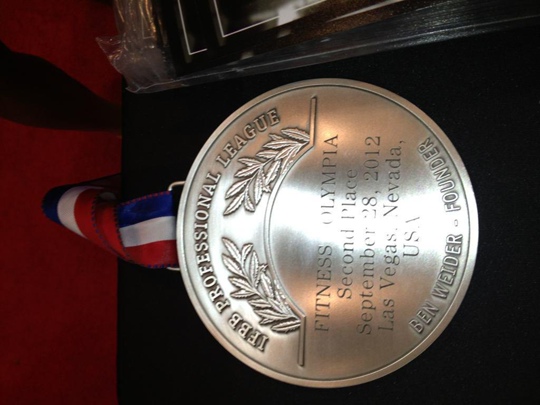 IFBB PROFESSIONAL LEAGUE
FITNESS OLYMPIA
Second Place
September 28, 2012
Las Vegas, Nevada,
USA
BEN WEIDER - FOUNDER